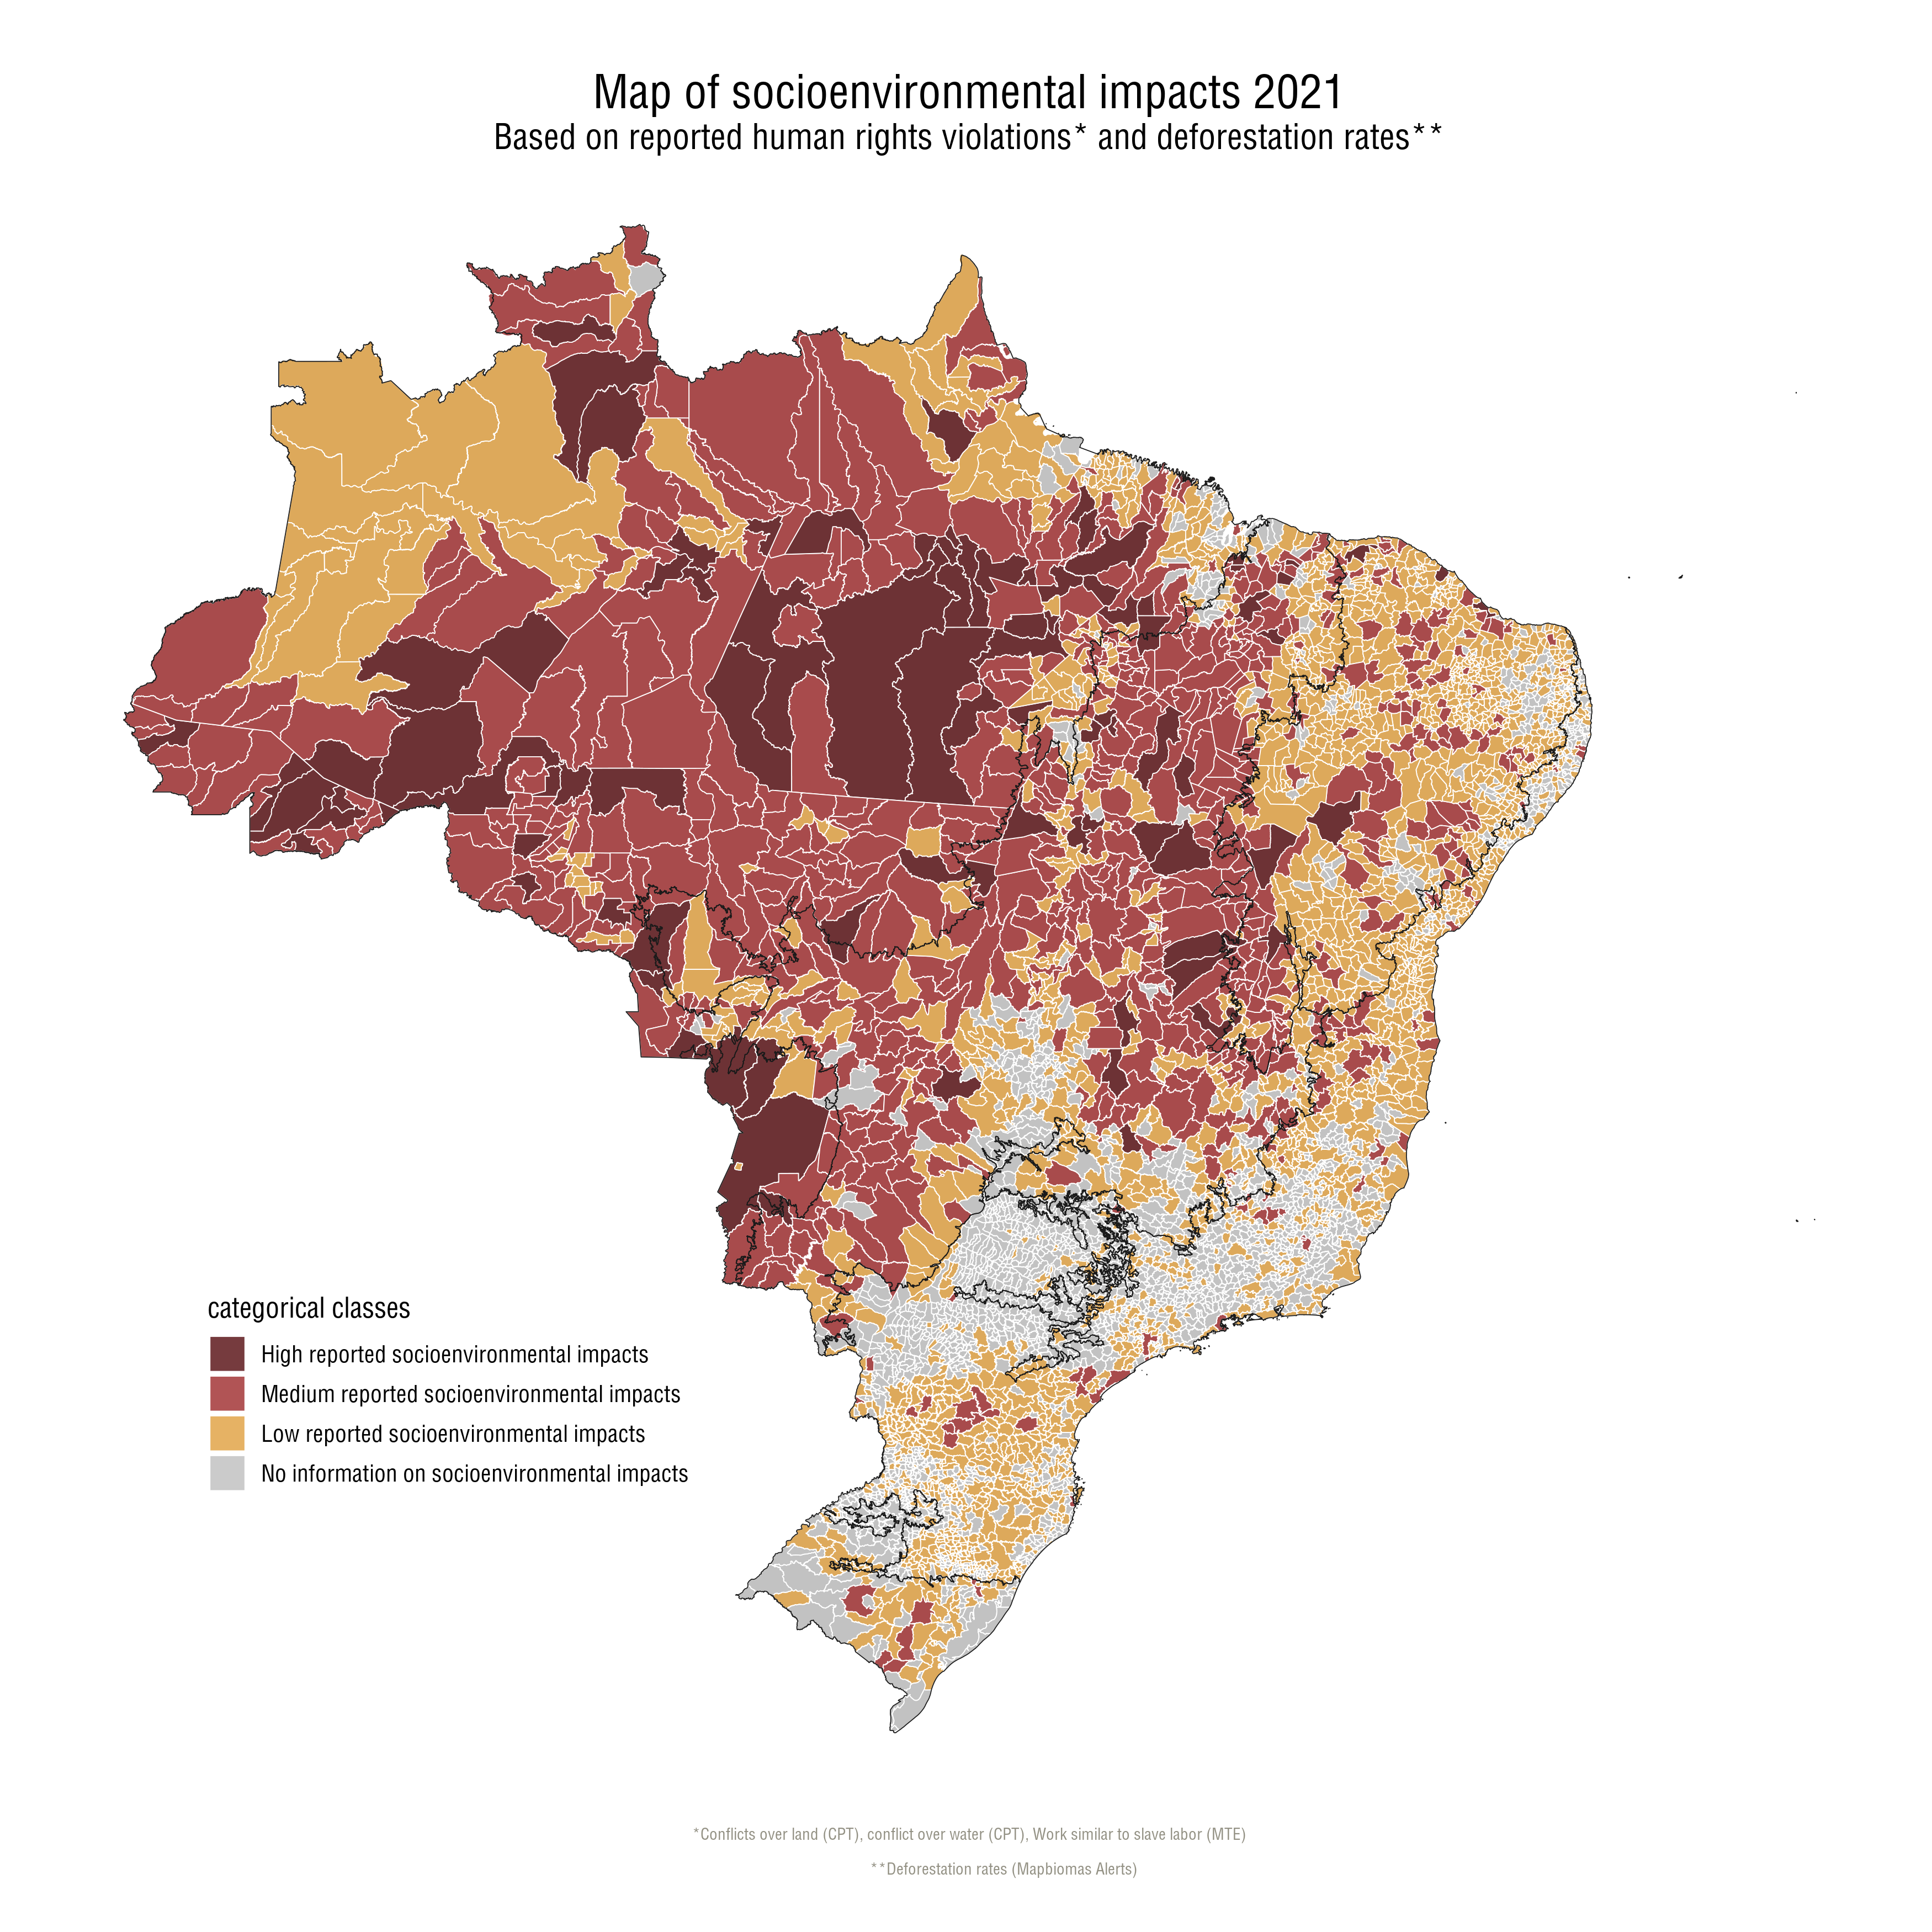 Map of socioenvironmental impacts 2021
Based on reported human rights violations* and deforestation rates**
categorical classes
High reported socioenvironmental impacts
Medium reported socioenvironmental impacts
Low reported socioenvironmental impacts
No information on socioenvironmental impacts
*Conflicts over land (CPT), conflict over water (CPT), Work similar to slave labor (MTE)
**Deforestation rates (Mapbiomas Alerts)